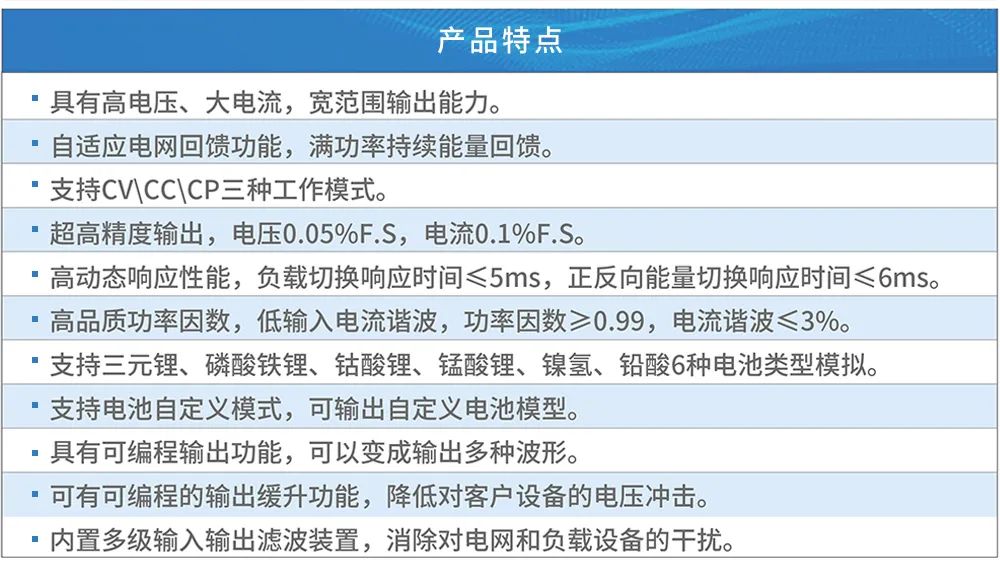 产品特点
具有高电压、大电流，宽范围输出能力。
自适应电网回馈功能，满功率持续能量回馈。
支持CV\CC\CP三种工作模式。
超高精度输出，电压0.05%F.S，电流0.1%F.S。
高动态响应性能，负载切换响应时间≤5ms，正反向能量切换响应时间≤6ms。
高品质功率因数，低输入电流谐波，功率因数≥0.99，电流谐波≤3%。
支持三元锂、磷酸铁锂、钴酸锂、锰酸锂、镍氢、铅酸6种电池类型模拟。
支持电池自定义模式，可输出自定义电池模型。
具有可编程输出功能，可以变成输出多种波形。
可有可编程的输出缓升功能，降低对客户设备的电压冲击。
内置多级输入输出滤波装置，消除对电网和负载设备的干扰。